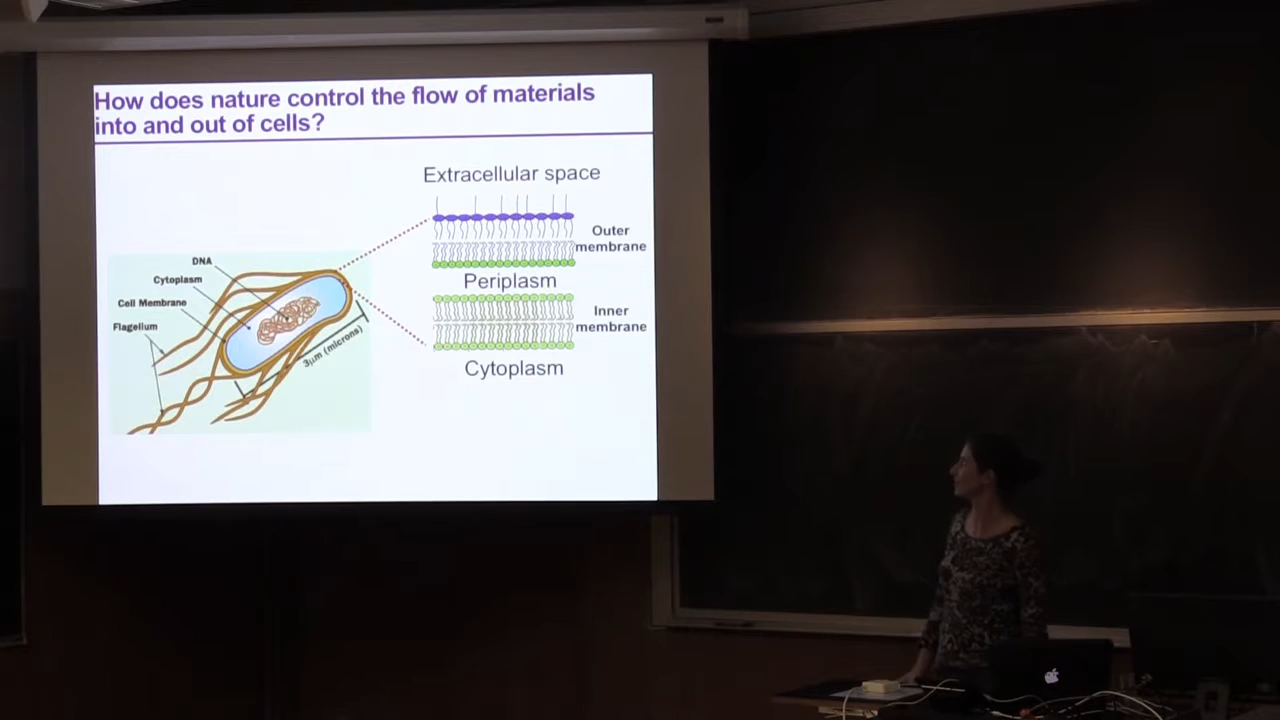 How does nature control the flow of materials
into and out of cells?
Extracellular space
Outer
membrane
Periplasm
Inner
membrane
Cytoplasm
DNA
Cytoplasm
Cell Membrane
Flagellum
3μm (microns)